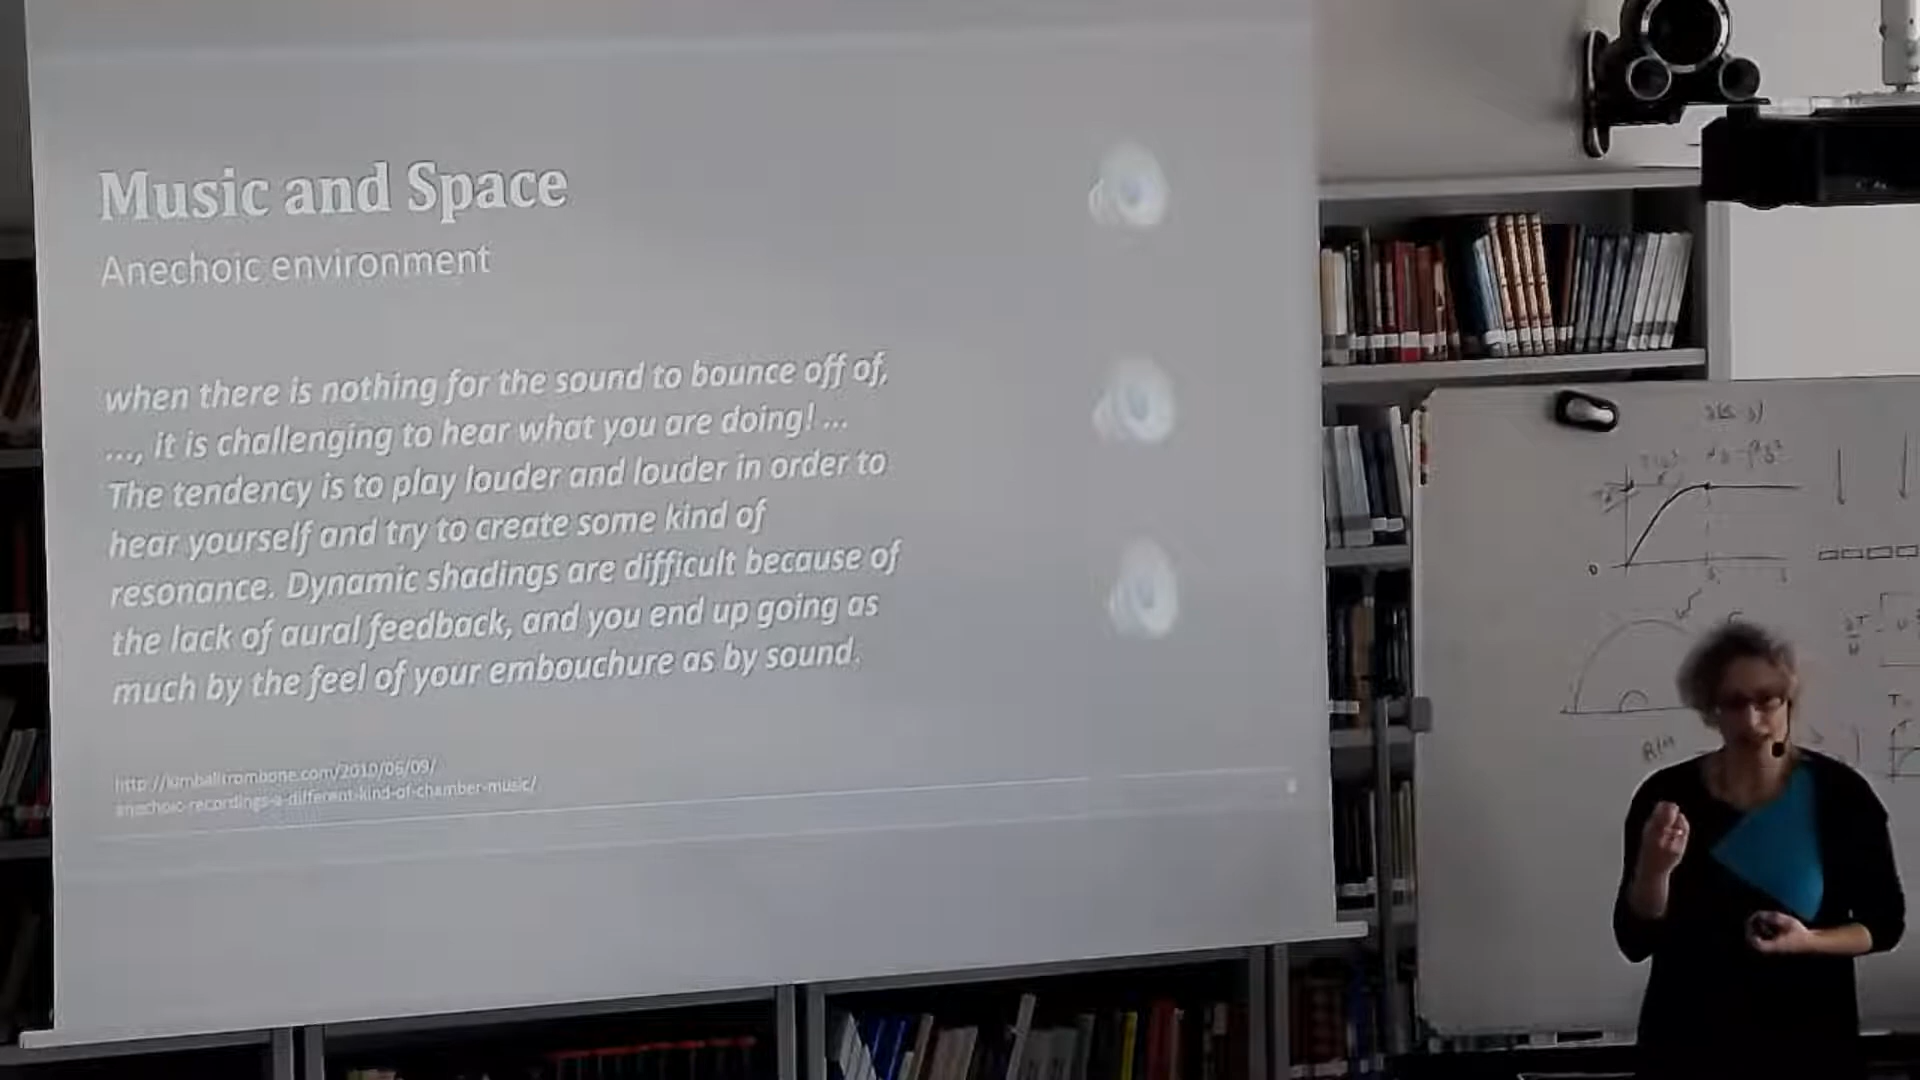 Music and Space
Anechoic environment
when there is nothing for the sound to bounce off of,
..., it is challenging to hear what you are doing! ...
The tendency is to play louder and louder in order to
hear yourself and try to create some kind of
resonance. Dynamic shadings are difficult because of
the lack of aural feedback, and you end up going as
much by the feel of your embouchure as by sound.
http://kimballtrombone.com/2010/06/09/
anechoic-recordings-a-different-kind-of-chamber-music/